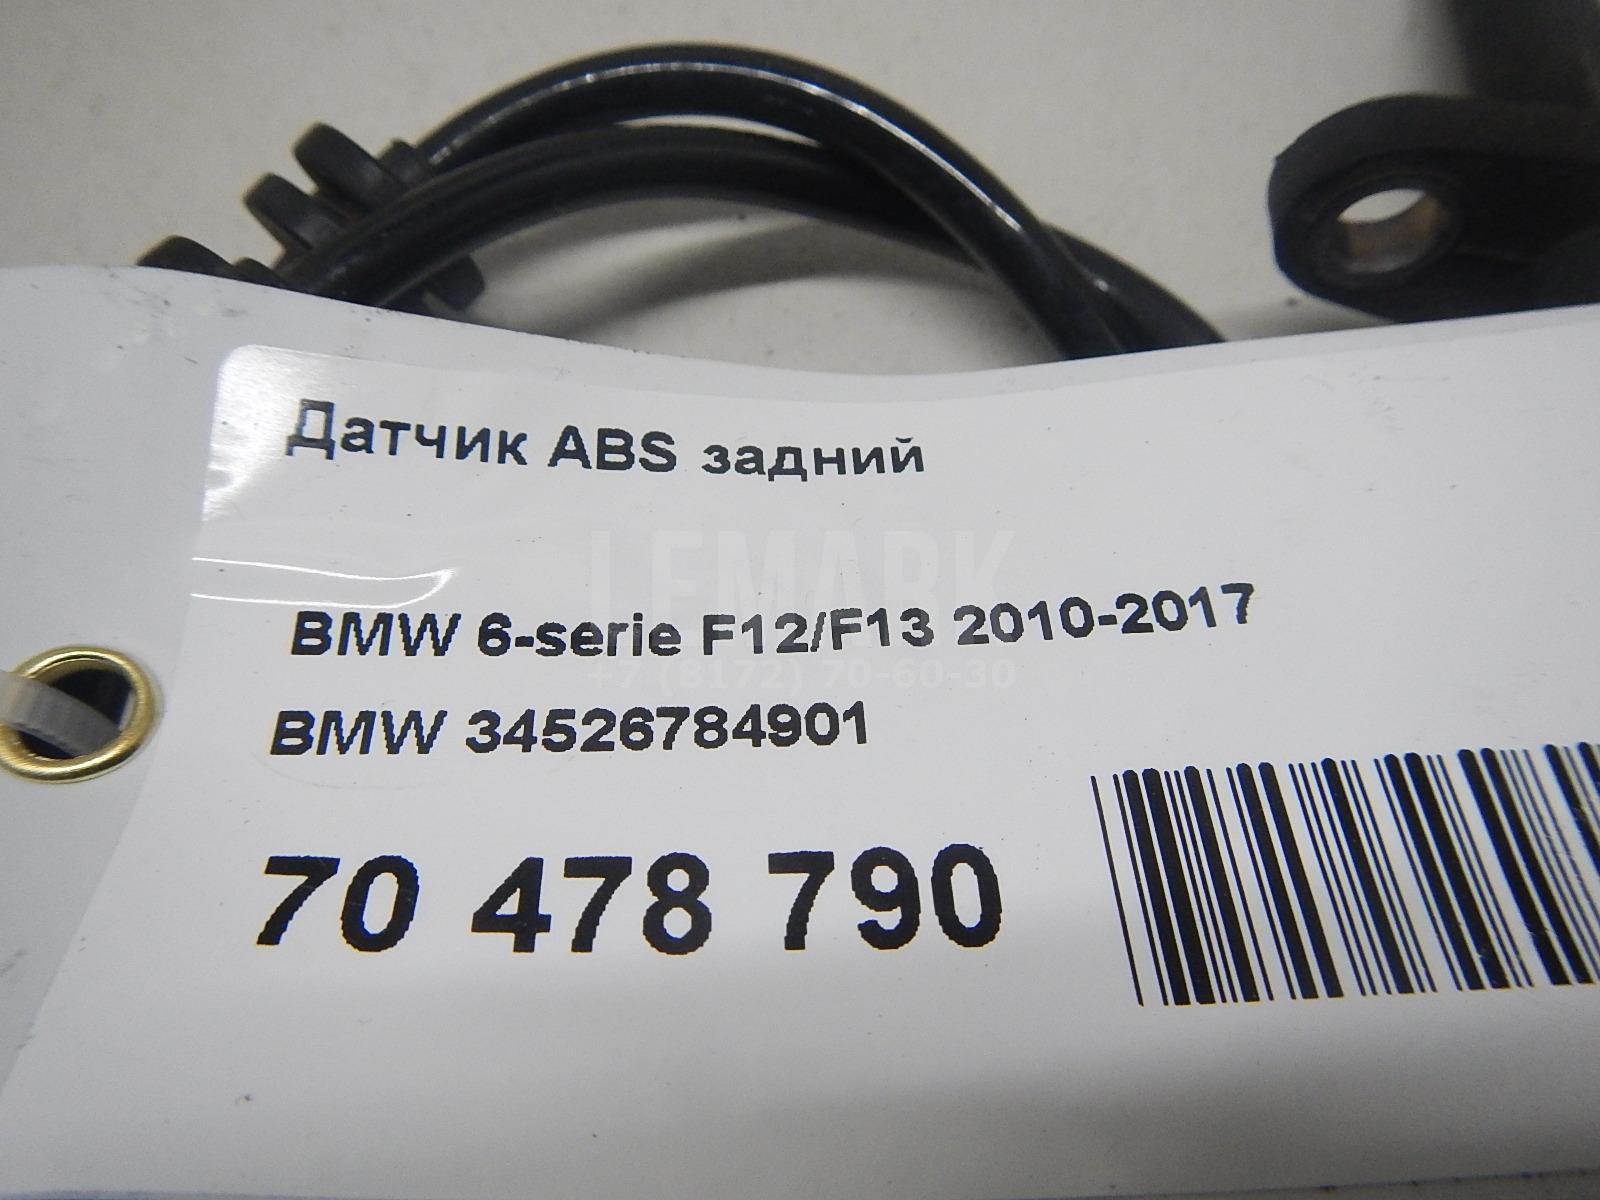 Датчик ABS задний
LEMARK
BMW 6-serie F12/F13 2010-2017
+7 (8172) 70-60-30
BMW 34526784901
70 478 790